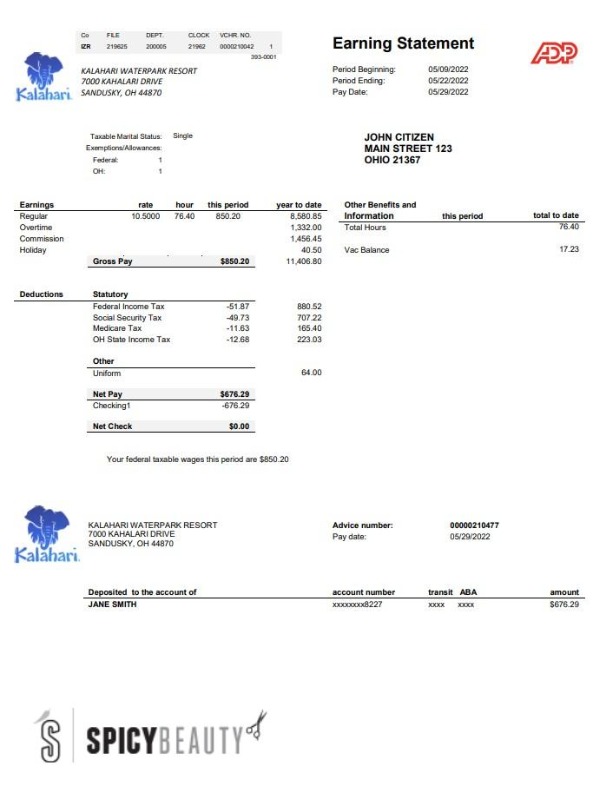 Co FILE DEPT. CLOCK VCHR. NO.
IZR 219625 200005 21962 0000210042 1
393-0001
Earning Statement
ADP
Kalahari
KALAHARI WATERPARK RESORT
7000 KAHALARI DRIVE
SANDUSKY, OH 44870
Period Beginning: 05/09/2022
Period Ending: 05/22/2022
Pay Date: 05/29/2022
Taxable Marital Status: Single
Exemptions/Allowances:
Federal: 1
OH: 1
JOHN CITIZEN
MAIN STREET 123
OHIO 21367
Earnings rate hour this period year to date
Regular 10.5000 76.40 850.20 8,580.85
Overtime 1,332.00
Commission 1,456.45
Holiday 40.50
Gross Pay $850.20 11,406.80
Other Benefits and
Information this period total to date
Total Hours 76.40
Vac Balance 17.23
Deductions Statutory
Federal Income Tax -51.87 880.52
Social Security Tax -49.73 707.22
Medicare Tax -11.63 165.40
OH State Income Tax -12.68 223.03
Other
Uniform 64.00
Net Pay $676.29
Checking1 -676.29
Net Check $0.00
Your federal taxable wages this period are $850.20
Kalahari
KALAHARI WATERPARK RESORT
7000 KAHALARI DRIVE
SANDUSKY, OH 44870
Advice number: 00000210477
Pay date: 05/29/2022
Deposited to the account of account number transit ABA amount
JANE SMITH xxxxxxxx8227 xxxx xxxx $676.29
S SPICYBEAUTY